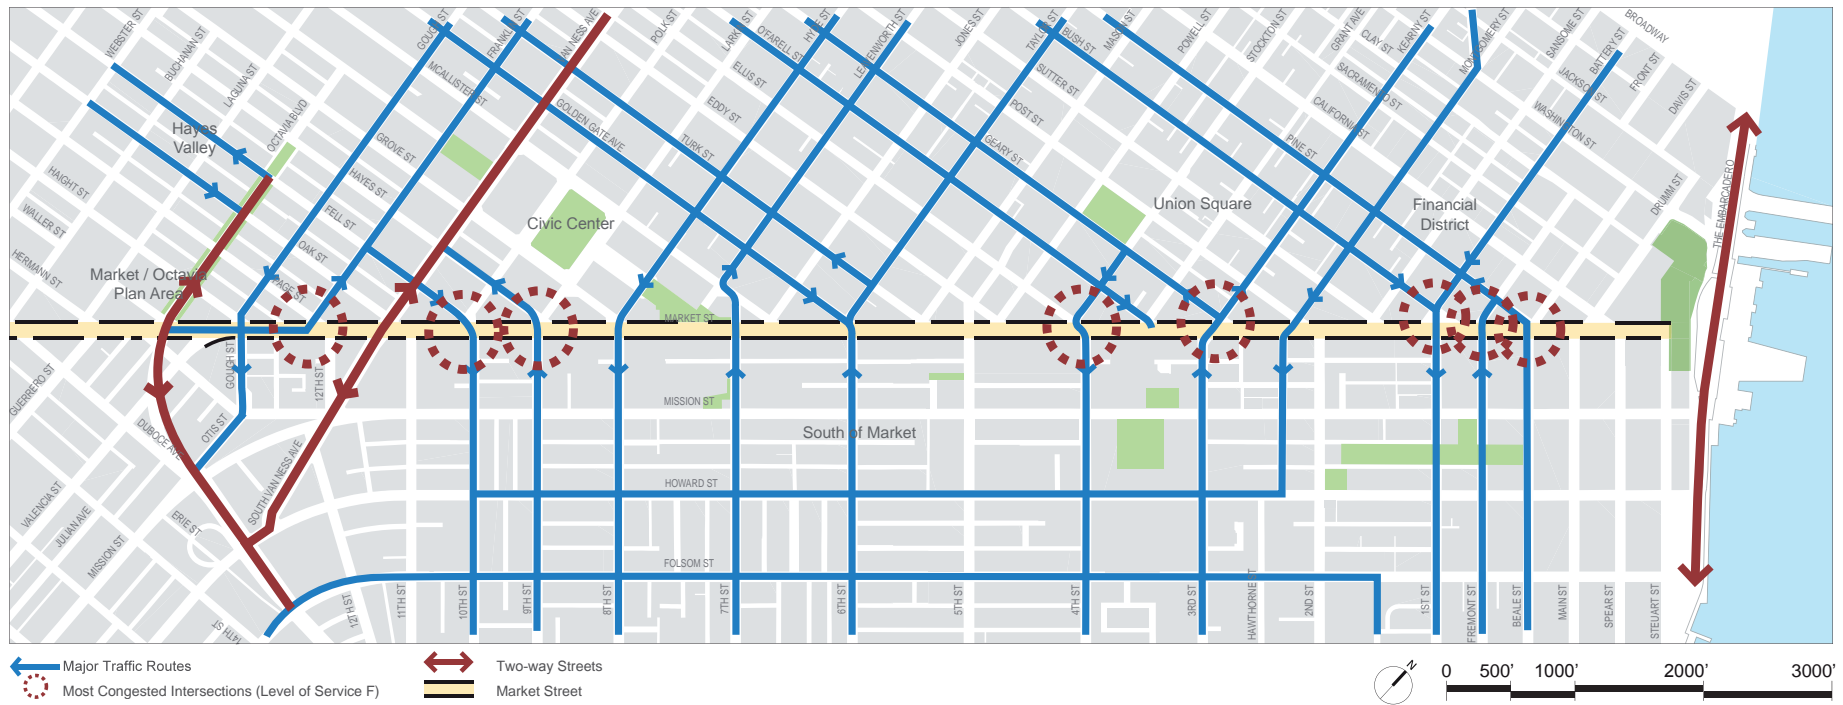 WEBSTER ST
BUCHANAN ST
LAGUNA ST
OCTAVIA BLVD
GOUGH ST
FRANKLIN ST
VAN NESS AVE
POLK ST
LARKIN ST
HYDE ST
LEAVENWORTH ST
JONES ST
TAYLOR ST
MASON ST
POWELL ST
STOCKTON ST
GRANT AVE
KEARNY ST
MONTGOMERY ST
SANSOME ST
BATTERY ST
FRONT ST
DAVIS ST
DRUMM ST
BROADWAY
CLAY ST
JACKSON ST
WASHINGTON ST
SACRAMENTO ST
CALIFORNIA ST
PINE ST
BUSH ST
SUTTER ST
POST ST
GEARY ST
O'FARELL ST
ELLIS ST
EDDY ST
TURK ST
GOLDEN GATE AVE
MCALLISTER ST
GROVE ST
HAYES ST
FELL ST
OAK ST
PAGE ST
HAIGHT ST
WALLER ST
HERMANN ST
Hayes
Valley
Market / Octavia
Plan Area
Civic Center
Union Square
Financial
District
THE EMBARCADERO
MARKET ST
GOUGH ST
12TH ST
GUERRERO ST
DUBOCE AVE
OTIS ST
SOUTH VAN NESS AVE
VALENCIA ST
JULIAN AVE
MISSION ST
ERIE ST
14TH ST
MISSION ST
South of Market
HOWARD ST
FOLSOM ST
12TH ST
11TH ST
10TH ST
9TH ST
8TH ST
7TH ST
6TH ST
5TH ST
4TH ST
3RD ST
HAWTHORNE ST
2ND ST
1ST ST
FREMONT ST
BEALE ST
MAIN ST
SPEAR ST
STEUART ST
Major Traffic Routes
Most Congested Intersections (Level of Service F)
Two-way Streets
Market Street
N
0 500' 1000' 2000' 3000'